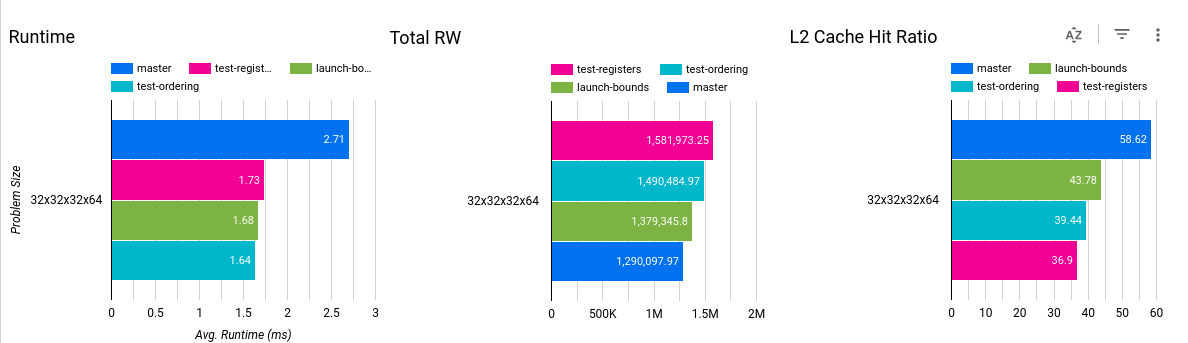 Runtime
master test-regist... launch-bo...
test-ordering
2.71
1.73
1.68
1.64
Problem Size
32x32x32x64
0 0.5 1 1.5 2 2.5 3
Avg. Runtime (ms)
Total RW
test-registers test-ordering
launch-bounds master
1,581,973.25
1,490,484.97
1,379,345.8
1,290,097.97
32x32x32x64
0 500K 1M 1.5M 2M
L2 Cache Hit Ratio
AZ
master launch-bounds
test-ordering test-registers
58.62
43.78
39.44
36.9
32x32x32x64
0 10 20 30 40 50 60